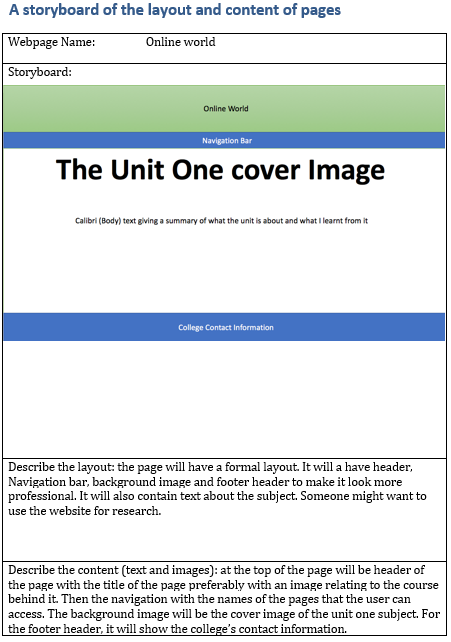 A storyboard of the layout and content of pages
Webpage Name: Online world
Storyboard:
Online World
Navigation Bar
The Unit One cover Image
Calibri (Body) text giving a summary of what the unit is about and what I learnt from it
College Contact Information
Describe the layout: the page will have a formal layout. It will a have header,
Navigation bar, background image and footer header to make it look more
professional. It will also contain text about the subject. Someone might want to
use the website for research.
Describe the content (text and images): at the top of the page will be header of
the page with the title of the page preferably with an image relating to the course
behind it. Then the navigation with the names of the pages that the user can
access. The background image will be the cover image of the unit one subject. For
the footer header, it will show the college's contact information.